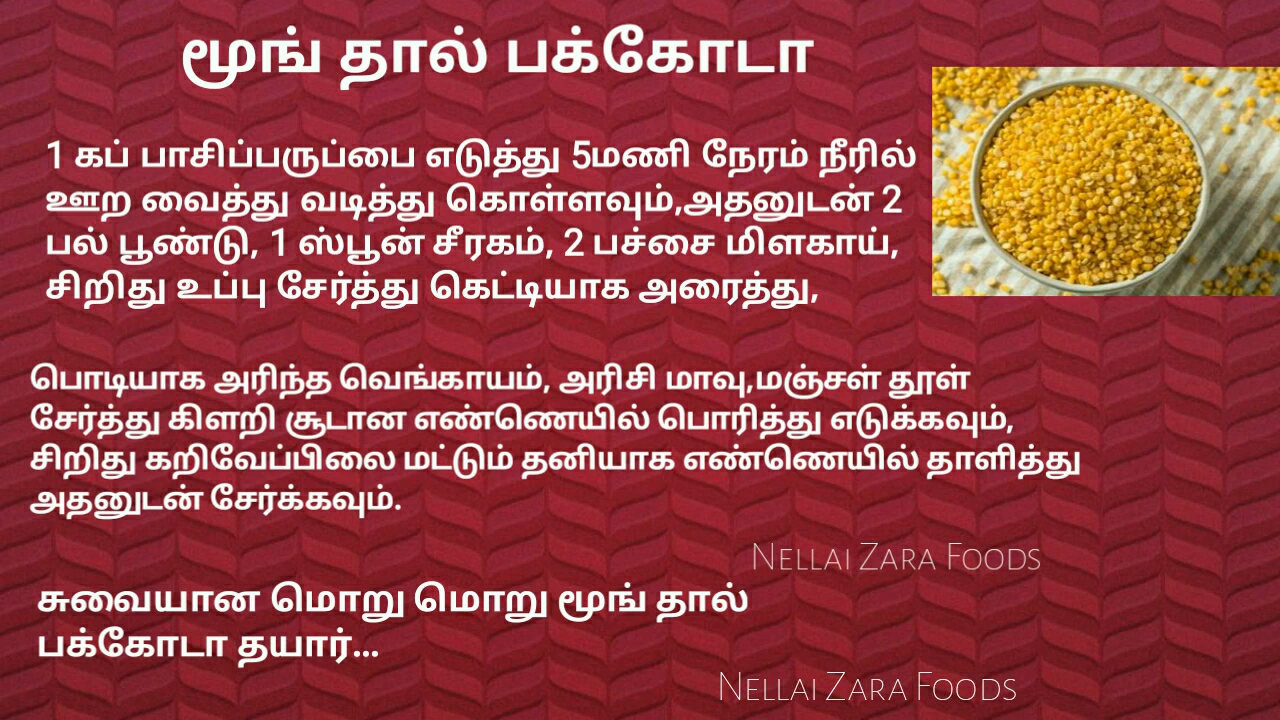 மூங் தால் பக்கோடா
1 கப் பாசிப்பருப்பை எடுத்து 5மணி நேரம் நீரில்
ஊற வைத்து வடித்து கொள்ளவும்,அதனுடன் 2
பல் பூண்டு, 1 ஸ்பூன் சீரகம், 2 பச்சை மிளகாய்,
சிறிது உப்பு சேர்த்து கெட்டியாக அரைத்து,
பொடியாக அரிந்த வெங்காயம், அரிசி மாவு,மஞ்சள் தூள்
சேர்த்து கிளறி சூடான எண்ணெயில் பொரித்து எடுக்கவும்,
சிறிது கறிவேப்பிலை மட்டும் தனியாக எண்ணெயில் தாளித்து
அதனுடன் சேர்க்கவும்.
Nellai Zara Foods
சுவையான மொறு மொறு மூங் தால்
பக்கோடா தயார்...
Nellai Zara Foods